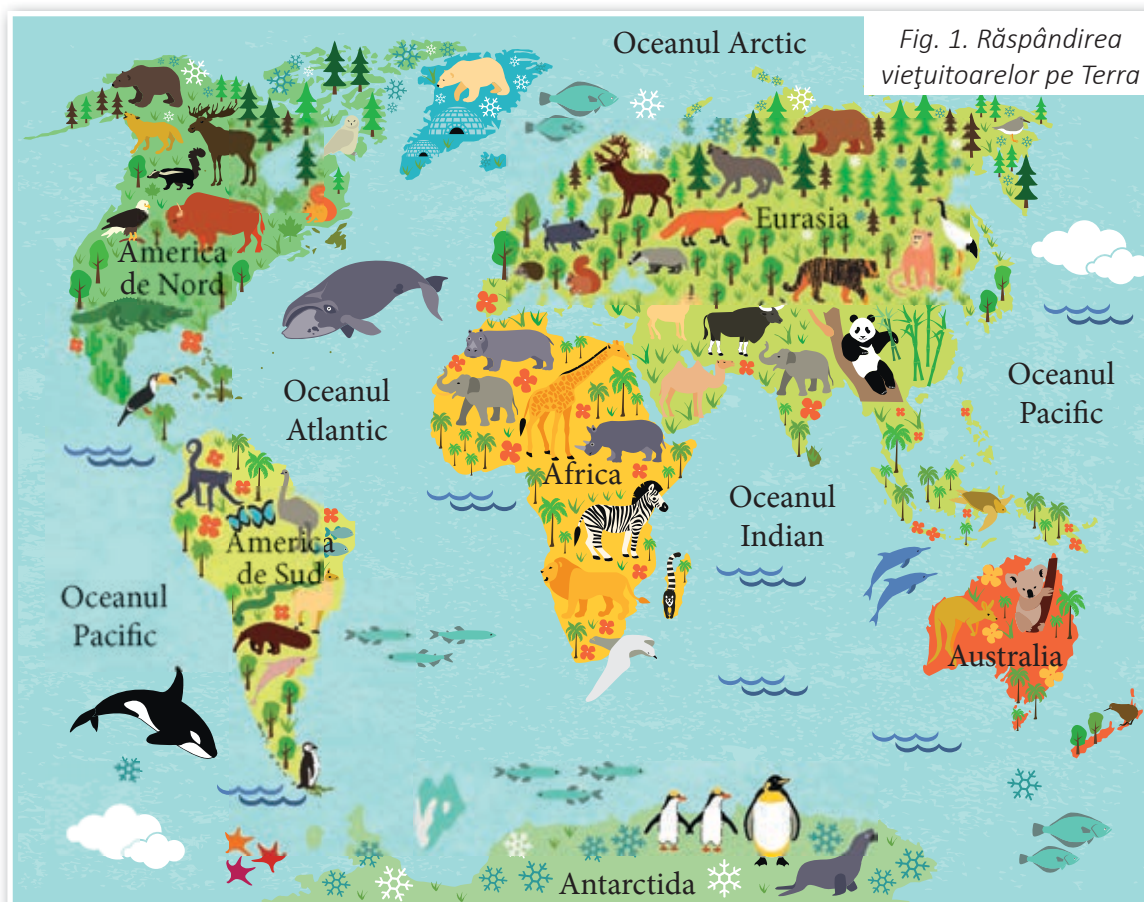 Oceanul Arctic
Fig. 1. Răspândirea
viețuitoarelor pe Terra
Eurasia
America
de Nord
Oceanul
Atlantic
Oceanul
Pacific
Africa
Oceanul
Indian
America
de Sud
Oceanul
Pacific
Australia
Antarctida